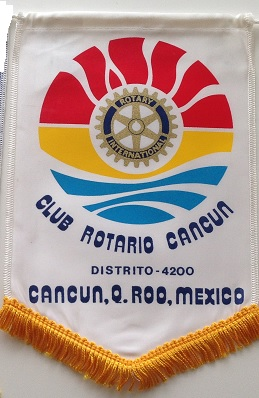 ROTARY
INTERNATIONAL
CLUB ROTARIO CANCUN
DISTRITO-4200
CANCUN, Q. ROO, MEXICO